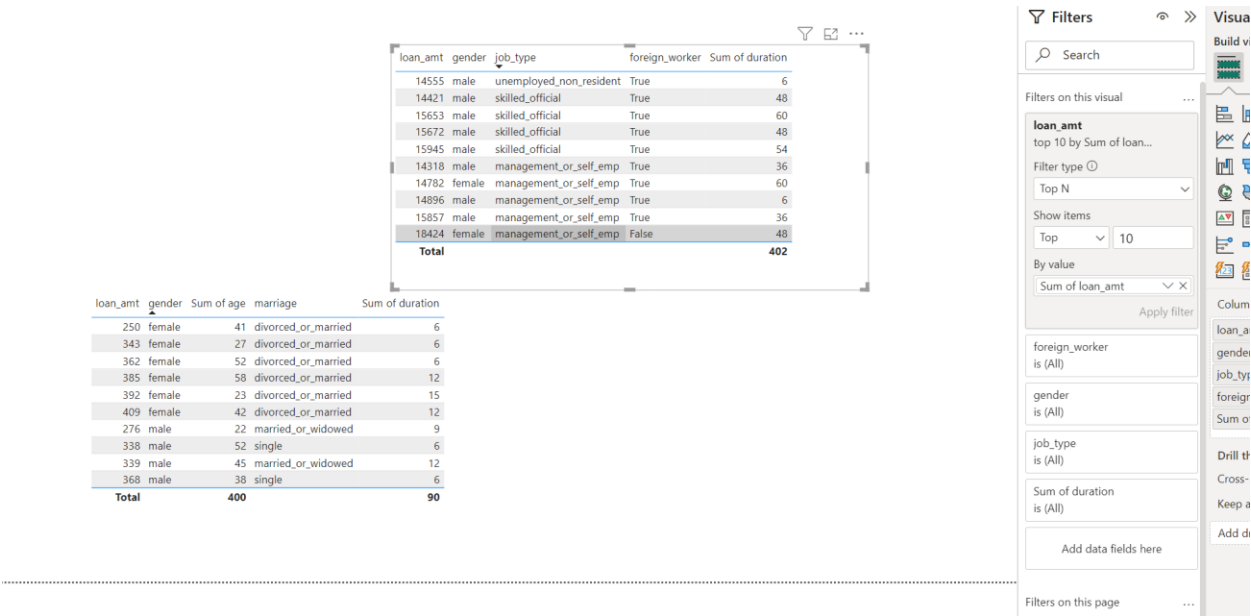 loan_amt gender job_type foreign_worker Sum of duration
14555 male unemployed_non_resident True 6
14421 male skilled_official True 48
15653 male skilled_official True 60
15672 male skilled_official True 48
15945 male skilled_official True 54
14318 male management_or_self_emp True 36
14782 female management_or_self_emp True 60
14896 male management_or_self_emp True 6
15857 male management_or_self_emp True 36
18424 female management_or_self_emp False 48
Total 402
loan_amt gender Sum of age marriage Sum of duration
250 female 41 divorced_or_married 6
343 female 27 divorced_or_married 6
362 female 52 divorced_or_married 6
385 female 58 divorced_or_married 12
392 female 23 divorced_or_married 15
409 female 42 divorced_or_married 12
276 male 22 married_or_widowed 9
338 male 52 single 6
339 male 45 married_or_widowed 12
368 male 38 single 6
Total 400 90
Filters
Search
Filters on this visual
loan_amt
top 10 by Sum of loan...
Filter type
Top N
Show items
Top 10
By value
Sum of loan_amt
Apply filter
foreign_worker
is (All)
gender
is (All)
job_type
is (All)
Sum of duration
is (All)
Add data fields here
Filters on this page
Visua
Build vi
123
Colum
loan_a
gender
job_typ
foreign
Sum o
Drill th
Cross-
Keep a
Add dr